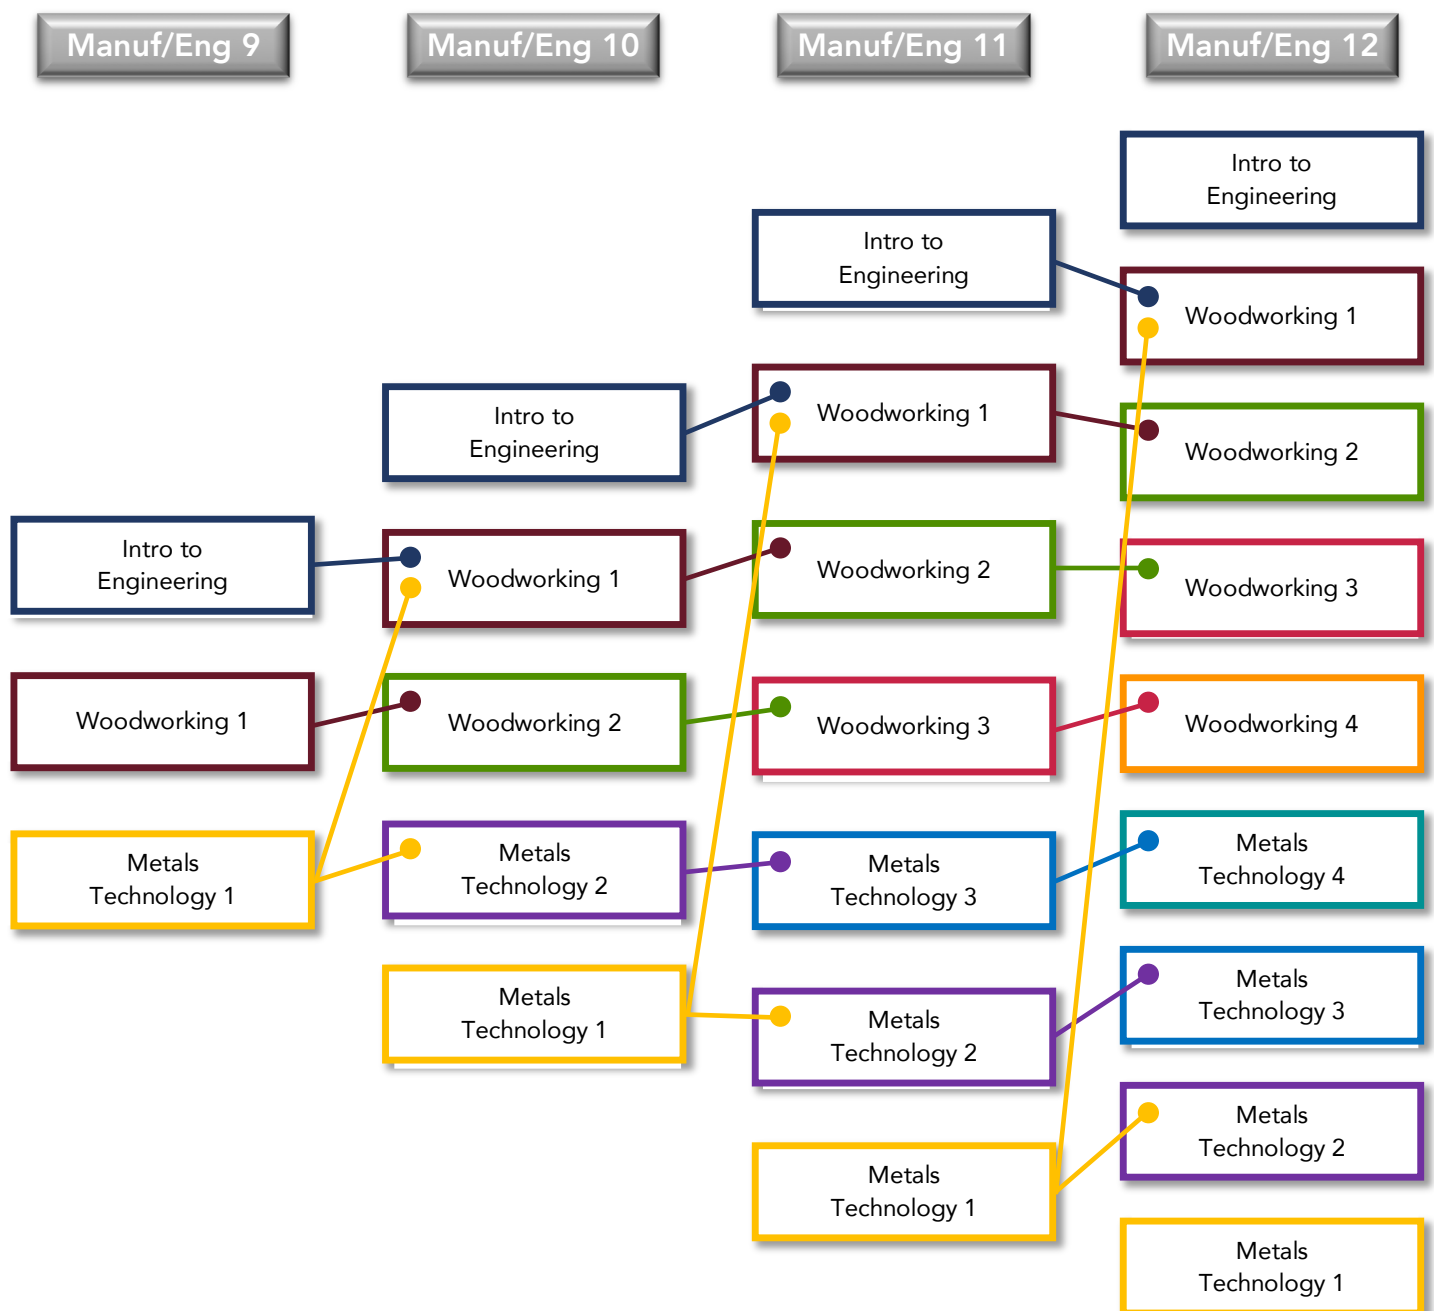 Manuf/Eng 9
Manuf/Eng 10
Manuf/Eng 11
Manuf/Eng 12
Intro to
Engineering
Woodworking 1
Metals
Technology 1
Intro to
Engineering
Woodworking 1
Woodworking 2
Metals
Technology 2
Metals
Technology 1
Intro to
Engineering
Woodworking 1
Woodworking 2
Woodworking 3
Metals
Technology 3
Metals
Technology 2
Metals
Technology 1
Intro to
Engineering
Woodworking 1
Woodworking 2
Woodworking 3
Woodworking 4
Metals
Technology 4
Metals
Technology 3
Metals
Technology 2
Metals
Technology 1